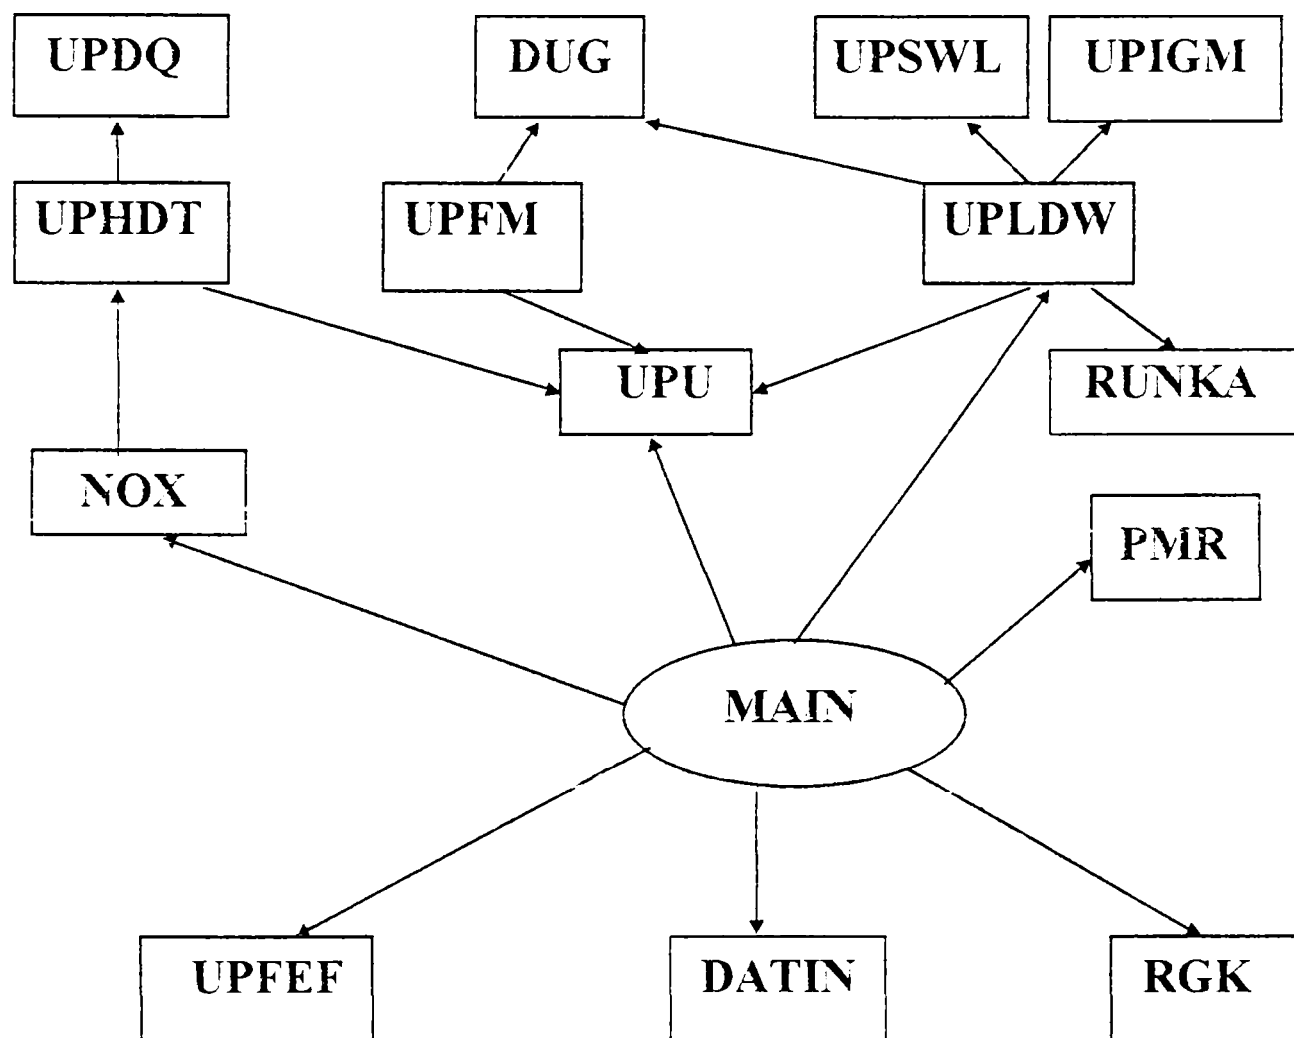 UPDQ
DUG
UPSWL
UPIGM
UPHDT
UPFM
UPLDW
UPU
RUNKA
NOX
PMR
MAIN
UPFEF
DATIN
RGK